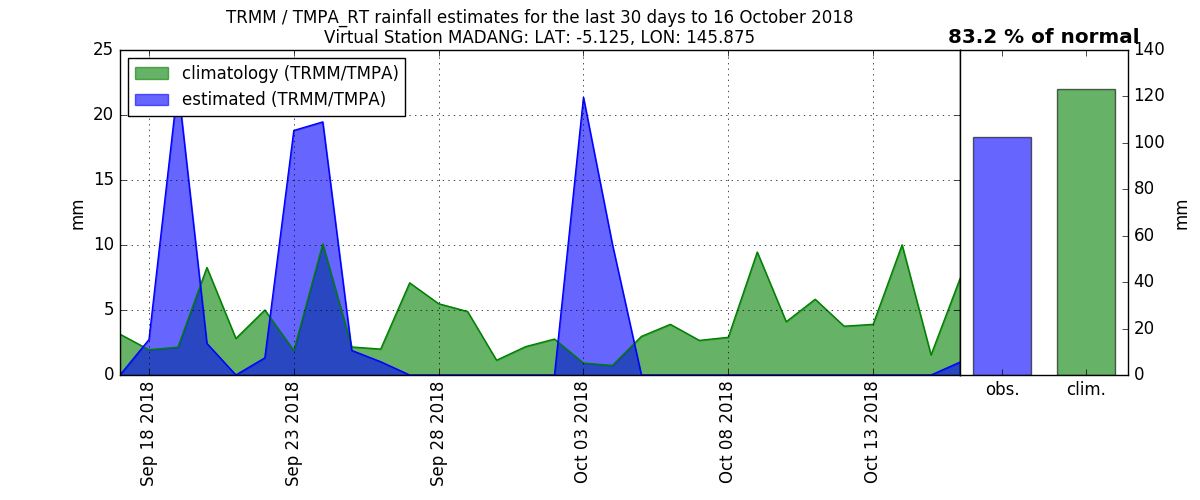 TRMM / TMPA_RT rainfall estimates for the last 30 days to 16 October 2018
Virtual Station MADANG: LAT: -5.125, LON: 145.875
83.2 % of normal
climatology (TRMM/TMPA)
estimated (TRMM/TMPA)
25
20
15
10
5
0
mm
Sep 18 2018
Sep 23 2018
Sep 28 2018
Oct 03 2018
Oct 08 2018
Oct 13 2018
obs.
clim.
140
120
100
80
60
40
20
0
mm